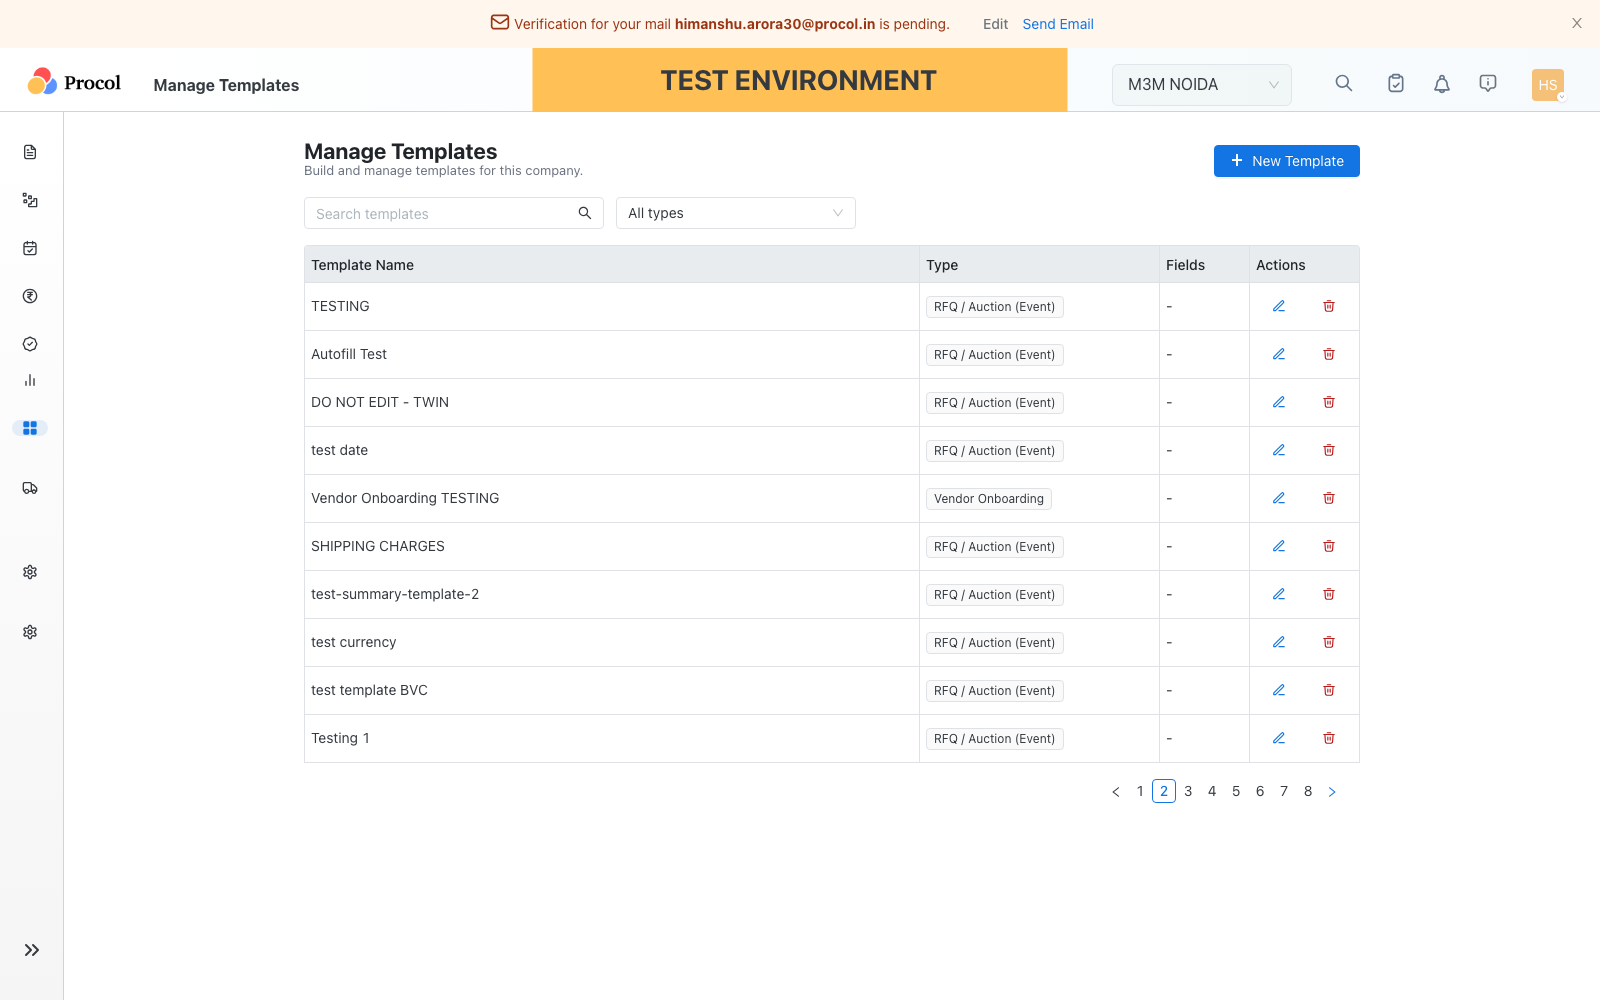 Verification for your mail himanshu.arora30@procol.in is pending. Edit Send Email
Procol Manage Templates TEST ENVIRONMENT M3M NOIDA HS
Manage Templates
Build and manage templates for this company.
+ New Template
Search templates All types
Template Name Type Fields Actions
TESTING RFQ / Auction (Event) -
Autofill Test RFQ / Auction (Event) -
DO NOT EDIT - TWIN RFQ / Auction (Event) -
test date RFQ / Auction (Event) -
Vendor Onboarding TESTING Vendor Onboarding -
SHIPPING CHARGES RFQ / Auction (Event) -
test-summary-template-2 RFQ / Auction (Event) -
test currency RFQ / Auction (Event) -
test template BVC RFQ / Auction (Event) -
Testing 1 RFQ / Auction (Event) -
< 1 2 3 4 5 6 7 8 >